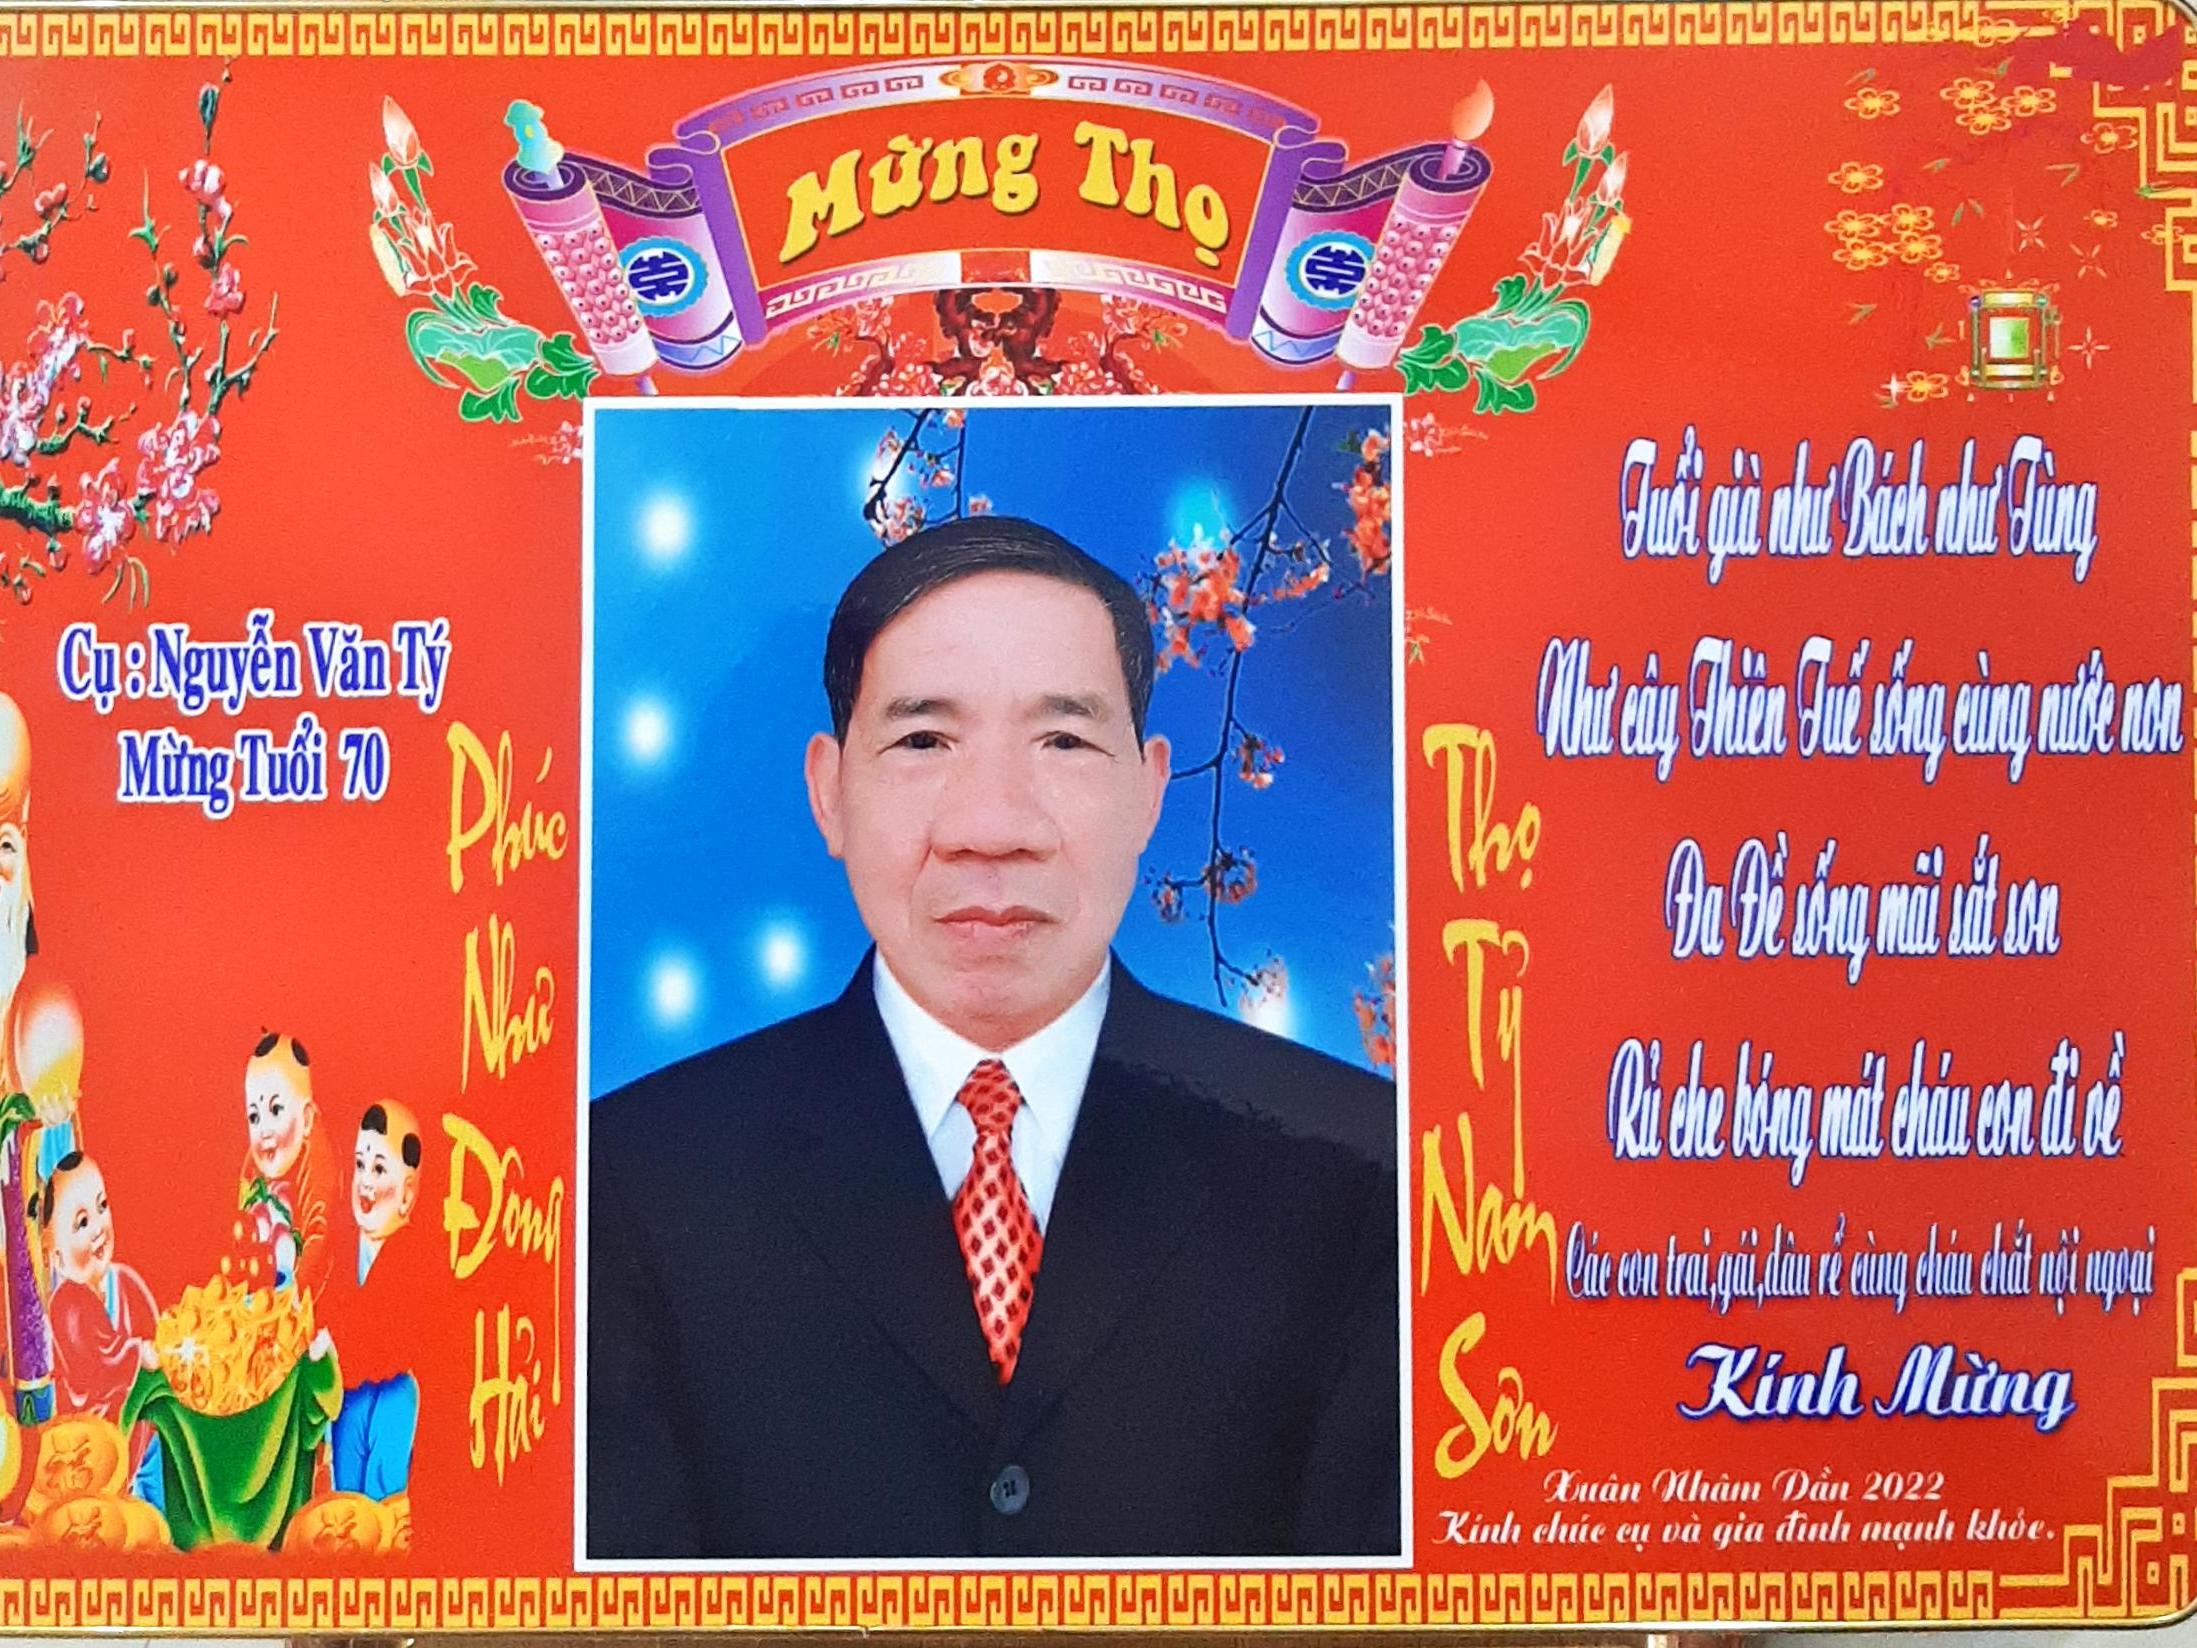 Mừng Thọ
Cụ : Nguyễn Văn Tý
Mừng Tuổi 70
Phúc
Như
Đông
Hải
Thọ
Tỷ
Nam
Sơn
Tuổi già như Bách như Tùng
Như cây Thiên Tuế sống cùng nước non
Đa Đề sống mãi sắt son
Rủ che bóng mát cháu con đi về
Các con trai,gái,dâu rể cùng cháu chắt nội ngoại
Kính Mừng
Xuân Nhâm Dần 2022
Kính chúc cụ và gia đình mạnh khỏe.